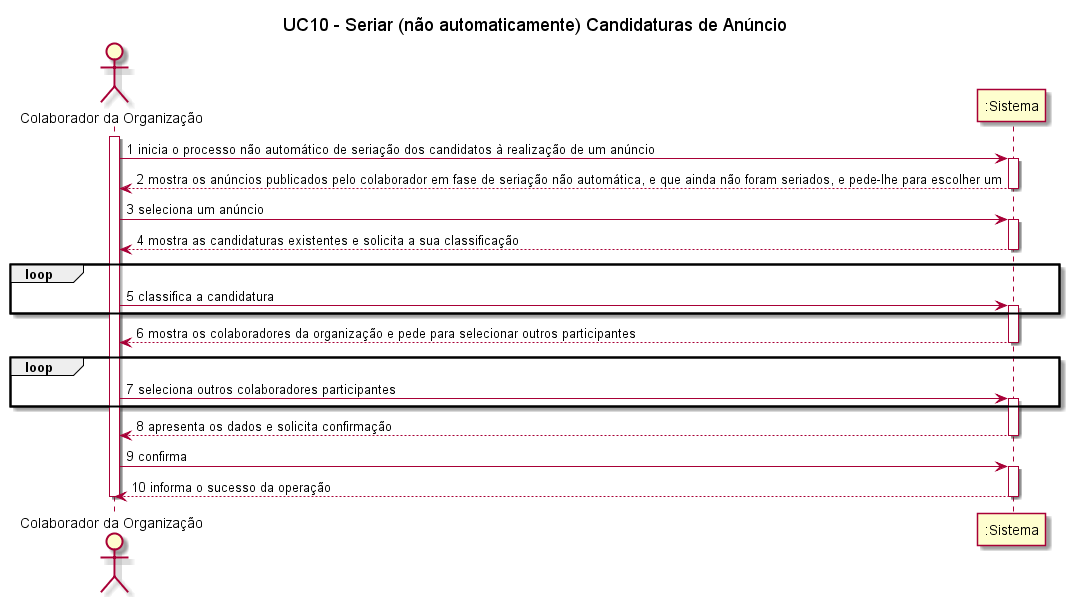 UC10 - Seriar (não automaticamente) Candidaturas de Anúncio
Colaborador da Organização
:Sistema
1 inicia o processo não automático de seriação dos candidatos à realização de um anúncio
2 mostra os anúncios publicados pelo colaborador em fase de seriação não automática, e que ainda não foram seriados, e pede-lhe para escolher um
3 seleciona um anúncio
4 mostra as candidaturas existentes e solicita a sua classificação
loop
5 classifica a candidatura
6 mostra os colaboradores da organização e pede para selecionar outros participantes
loop
7 seleciona outros colaboradores participantes
8 apresenta os dados e solicita confirmação
9 confirma
10 informa o sucesso da operação
Colaborador da Organização
:Sistema